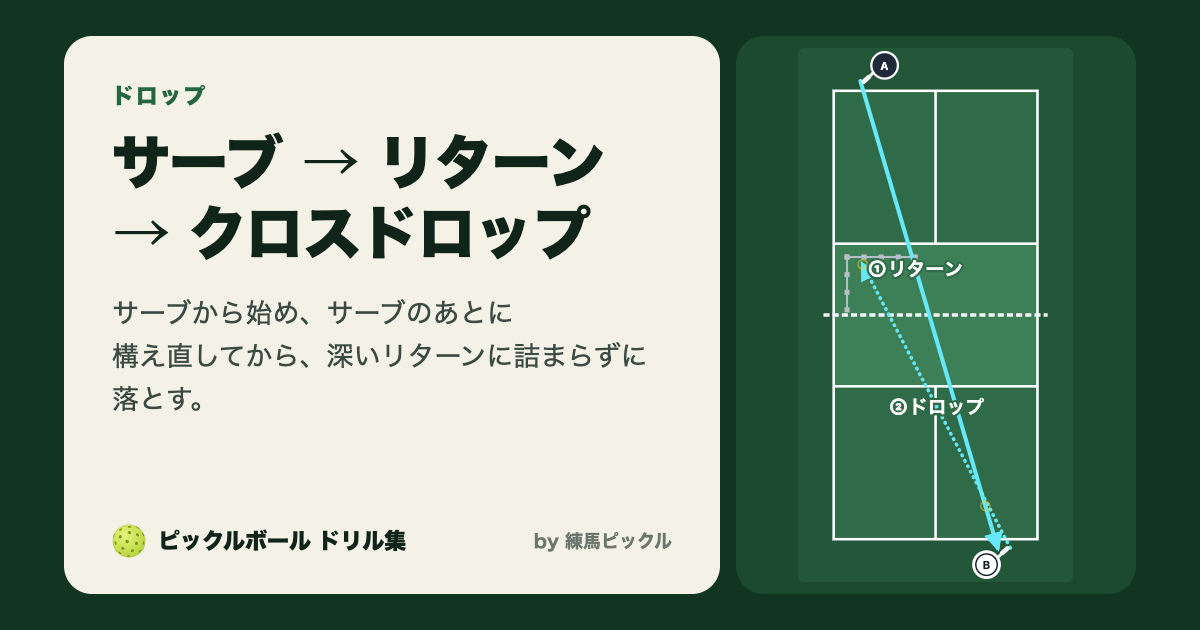 ドロップ
サーブ → リターン
→ クロスドロップ
サーブから始め、サーブのあとに
構え直してから、深いリターンに詰まらずに
落とす。
ピックルボール ドリル集
by 練馬ピックル
A
①リターン
②ドロップ
B